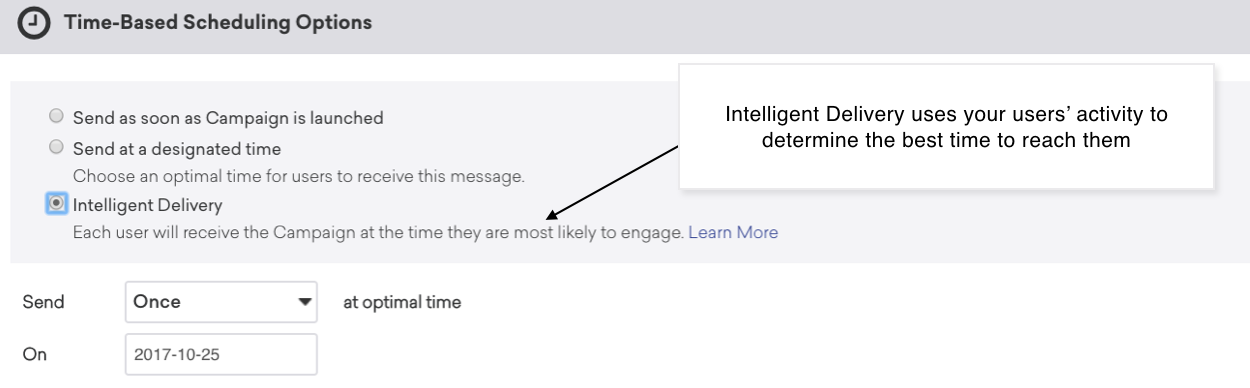 Time-Based Scheduling Options
Intelligent Delivery uses your users’ activity to
determine the best time to reach them
Send as soon as Campaign is launched
Send at a designated time
Choose an optimal time for users to receive this message.
Intelligent Delivery
Each user will receive the Campaign at the time they are most likely to engage. Learn More
Send Once at optimal time
On 2017-10-25